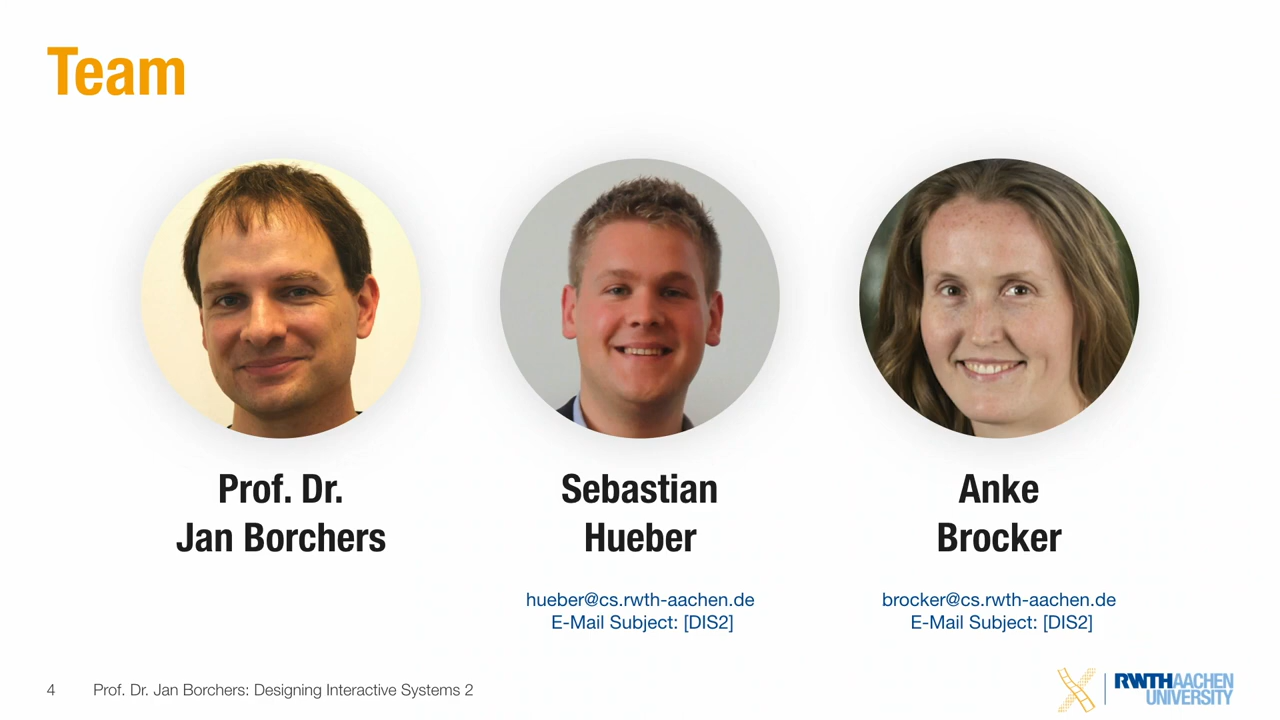 Team
Prof. Dr.
Jan Borchers
Sebastian
Hueber
hueber@cs.rwth-aachen.de
E-Mail Subject: [DIS2]
Anke
Brocker
brocker@cs.rwth-aachen.de
E-Mail Subject: [DIS2]
4 Prof. Dr. Jan Borchers: Designing Interactive Systems 2
RWTHAACHEN
UNIVERSITY